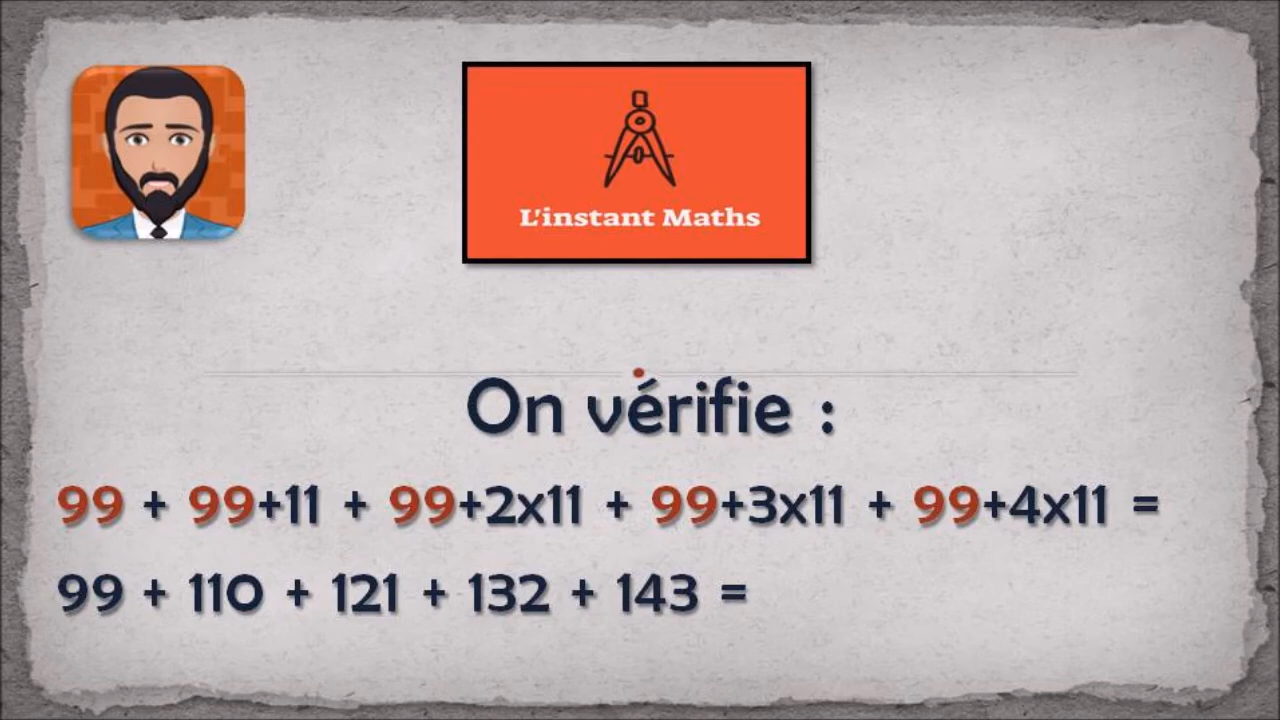 L'instant Maths
On vérifie :
99 + 99+11 + 99+2x11 + 99+3x11 + 99+4x11 =
99 + 110 + 121 + 132 + 143 =